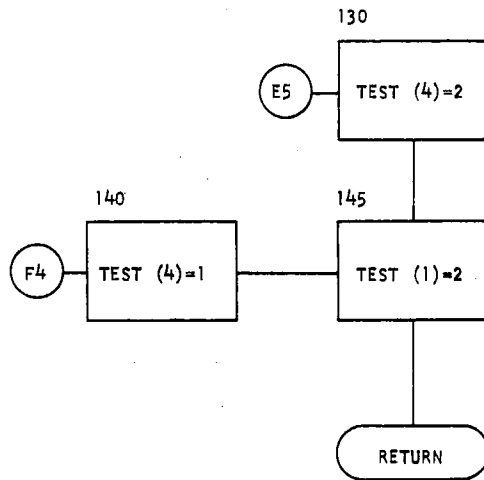 130
E5
TEST (4)=2
140
145
F4
TEST (4)=1
TEST (1)=2
RETURN